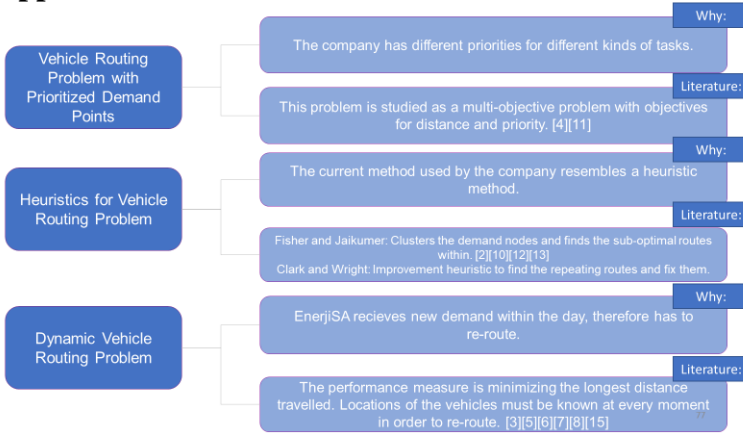 Vehicle Routing
Problem with
Prioritized Demand
Points
Why:
The company has different priorities for different kinds of tasks.
Literature:
This problem is studied as a multi-objective problem with objectives
for distance and priority. [4][11]
Heuristics for Vehicle
Routing Problem
Why:
The current method used by the company resembles a heuristic
method.
Literature:
Fisher and Jaikumer: Clusters the demand nodes and finds the sub-optimal routes
within. [2][10][12][13]
Clark and Wright: Improvement heuristic to find the repeating routes and fix them.
Dynamic Vehicle
Routing Problem
Why:
EnerjiSA recieves new demand within the day, therefore has to
re-route.
Literature:
The performance measure is minimizing the longest distance
travelled. Locations of the vehicles must be known at every moment
in order to re-route. [3][5][6][7][8][15]